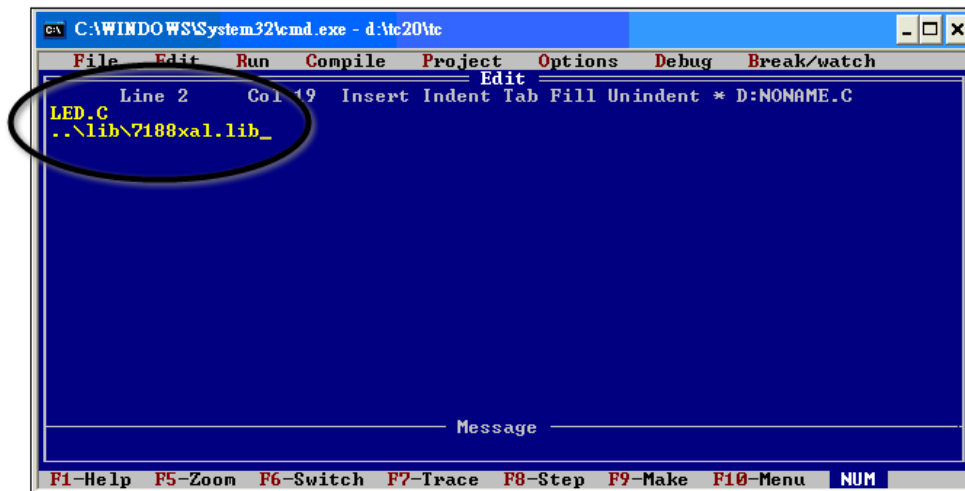 C:\WINDOWS\System32\cmd.exe - d:\tc20\tc
File Edit Run Compile Project Options Debug Break/watch
Edit
Line 2 Col 19 Insert Indent Tab Fill Unindent * D:NONAME.C
LED.C
..\lib\7188xal.lib_
Message
F1-Help F5-Zoom F6-Switch F7-Trace F8-Step F9-Make F10-Menu NUM